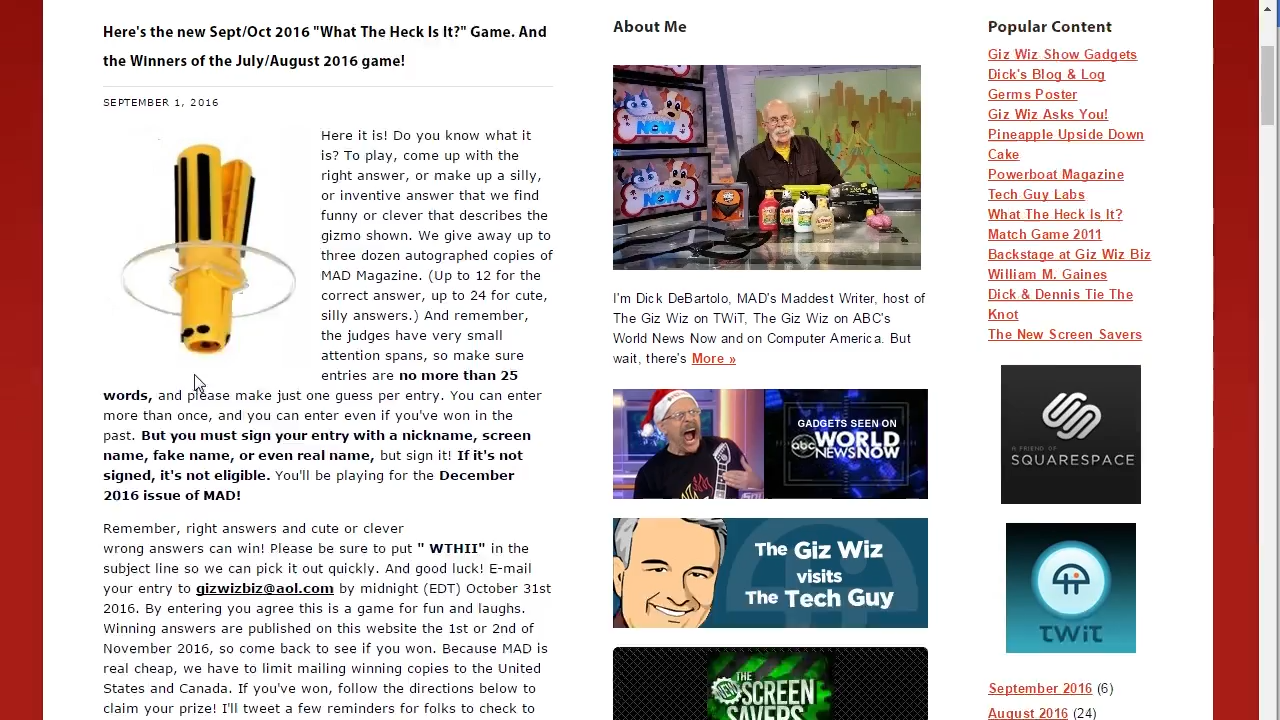 Here's the new Sept/Oct 2016 "What The Heck Is It?" Game. And
the Winners of the July/August 2016 game!
SEPTEMBER 1, 2016
Here it is! Do you know what it
is? To play, come up with the
right answer, or make up a silly,
or inventive answer that we find
funny or clever that describes the
gizmo shown. We give away up to
three dozen autographed copies of
MAD Magazine. (Up to 12 for the
correct answer, up to 24 for cute,
silly answers.) And remember,
the judges have very small
attention spans, so make sure
entries are no more than 25
words, and please make just one guess per entry. You can enter
more than once, and you can enter even if you've won in the
past. But you must sign your entry with a nickname, screen
name, fake name, or even real name, but sign it! If it's not
signed, it's not eligible. You'll be playing for the December
2016 issue of MAD!
Remember, right answers and cute or clever
wrong answers can win! Please be sure to put " WTHII" in the
subject line so we can pick it out quickly. And good luck! E-mail
your entry to gizwizbiz@aol.com by midnight (EDT) October 31st
2016. By entering you agree this is a game for fun and laughs.
Winning answers are published on this website the 1st or 2nd of
November 2016, so come back to see if you won. Because MAD is
real cheap, we have to limit mailing winning copies to the United
States and Canada. If you've won, follow the directions below to
claim your prize! I'll tweet a few reminders for folks to check to
About Me
NOW
NOW
I'm Dick DeBartolo, MAD's Maddest Writer, host of
The Giz Wiz on TWiT, The Giz Wiz on ABC's
World News Now and on Computer America. But
wait, there's More »
GADGETS SEEN ON
abc WORLD
NEWS NOW
The Giz Wiz
visits
The Tech Guy
THE
NEW
SCREEN
SAVERS
Popular Content
Giz Wiz Show Gadgets
Dick's Blog & Log
Germs Poster
Giz Wiz Asks You!
Pineapple Upside Down
Cake
Powerboat Magazine
Tech Guy Labs
What The Heck Is It?
Match Game 2011
Backstage at Giz Wiz Biz
William M. Gaines
Dick & Dennis Tie The
Knot
The New Screen Savers
A FRIEND OF
SQUARESPACE
TWiT
September 2016 (6)
August 2016 (24)